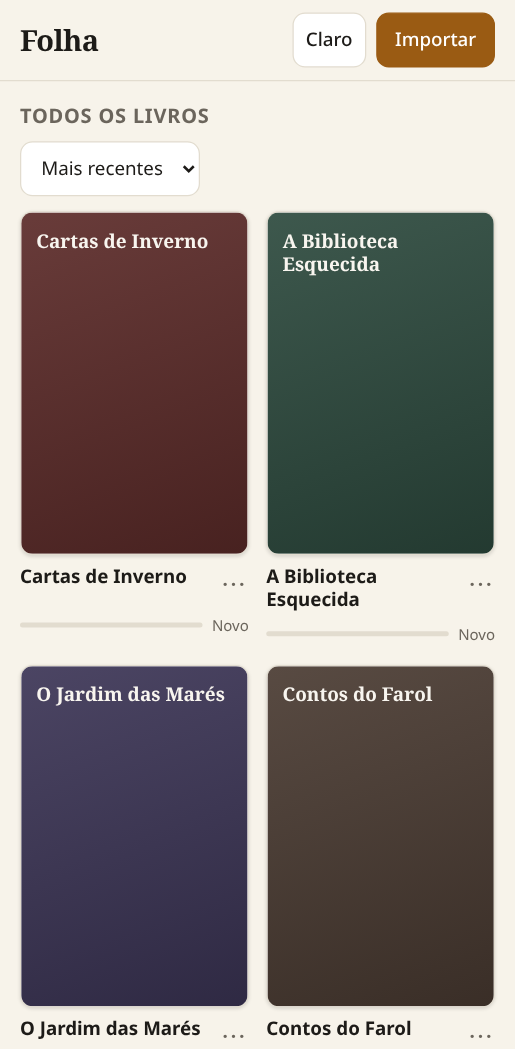 Folha
Claro
Importar
TODOS OS LIVROS
Mais recentes
Cartas de Inverno
A Biblioteca
Esquecida
Cartas de Inverno
...
A Biblioteca
Esquecida
...
Novo
Novo
O Jardim das Marés
Contos do Farol
O Jardim das Marés
...
Contos do Farol
...